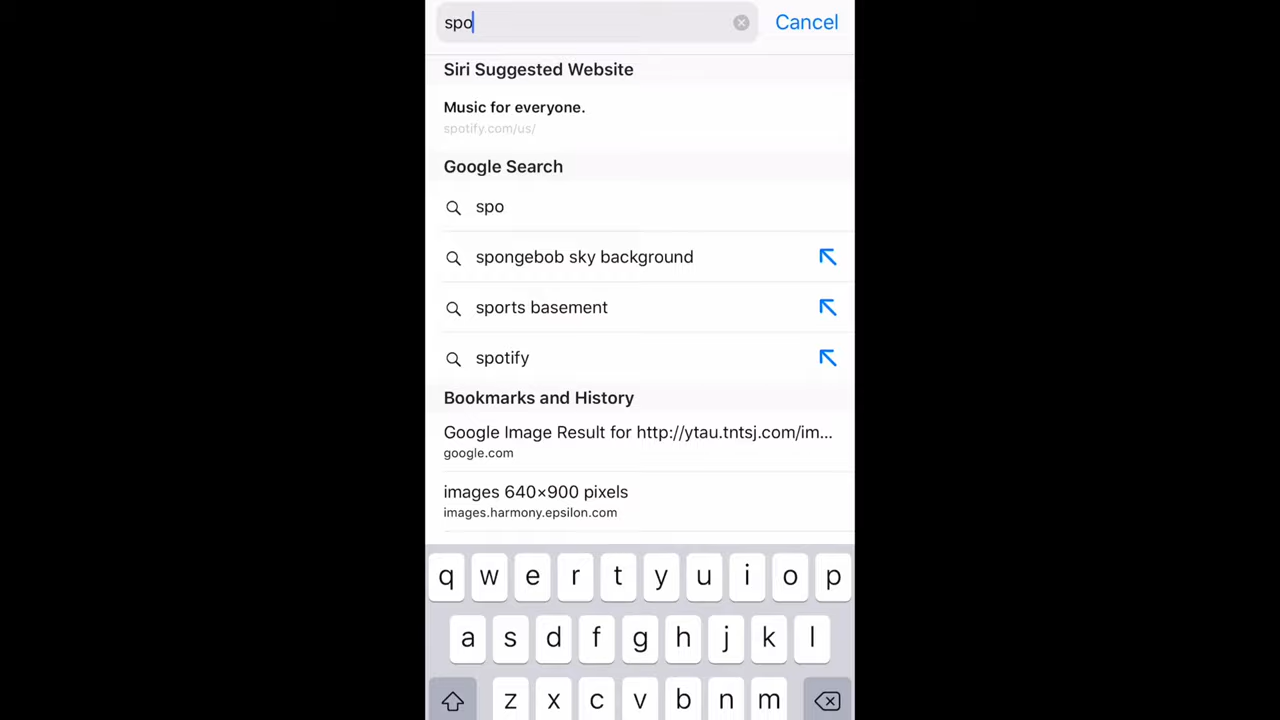 spo
Cancel
Siri Suggested Website
Music for everyone.
spotify.com/us/
Google Search
spo
spongebob sky background
sports basement
spotify
Bookmarks and History
Google Image Result for http://ytau.tntsj.com/im...
google.com
images 640×900 pixels
images.harmony.epsilon.com
q w e r t y u i o p
a s d f g h j k l
z x c v b n m